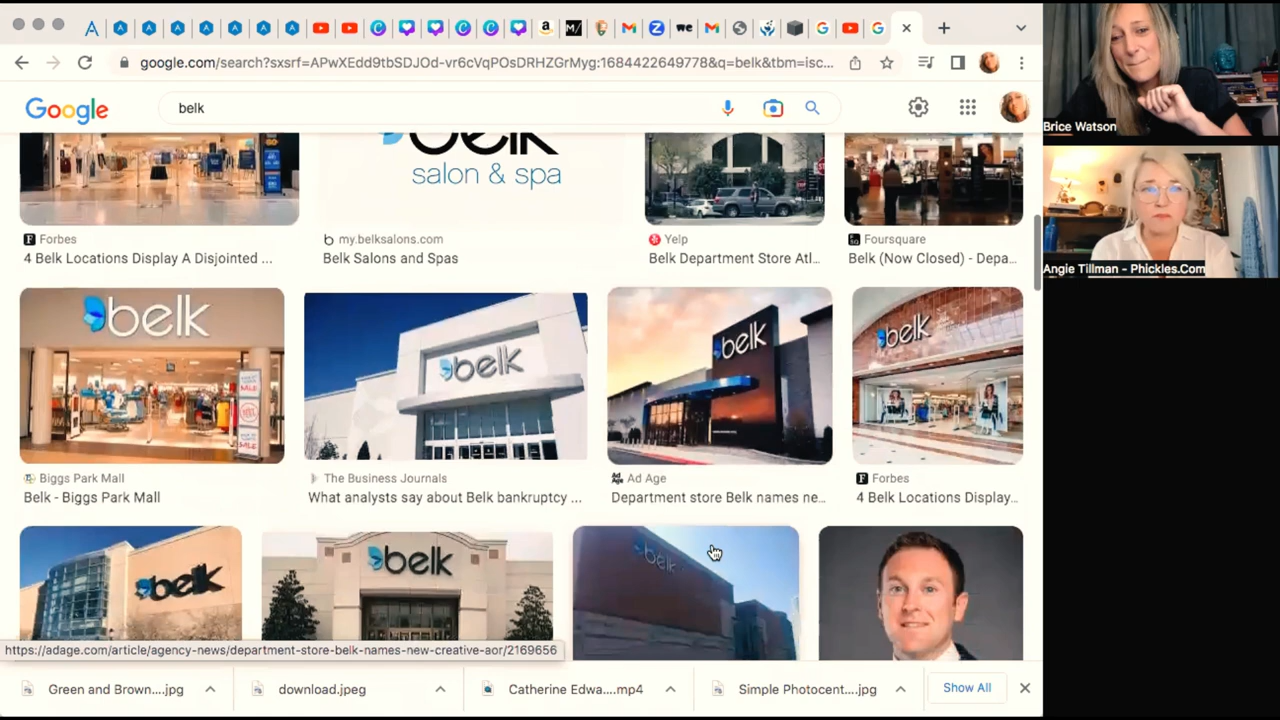 google.com/search?sxsrf=APwXEdd9tbSDJOd-vr6cVqPOsDRHZGrMyg:1684422649778&q=belk&tbm=isc...
Google
belk
belk
salon & spa
Forbes
4 Belk Locations Display A Disjointed ...
my.belksalons.com
Belk Salons and Spas
Yelp
Belk Department Store Atl...
Foursquare
Belk (Now Closed) - Depa...
belk
belk
belk
belk
Biggs Park Mall
Belk - Biggs Park Mall
The Business Journals
What analysts say about Belk bankruptcy ...
Ad Age
Department store Belk names ne...
Forbes
4 Belk Locations Display...
belk
belk
belk
https://adage.com/article/agency-news/department-store-belk-names-new-creative-aor/2169656
Green and Brown....jpg
download.jpeg
Catherine Edwa....mp4
Simple Photocent....jpg
Show All
Brice Watson
Angie Tillman - Phickles.Com